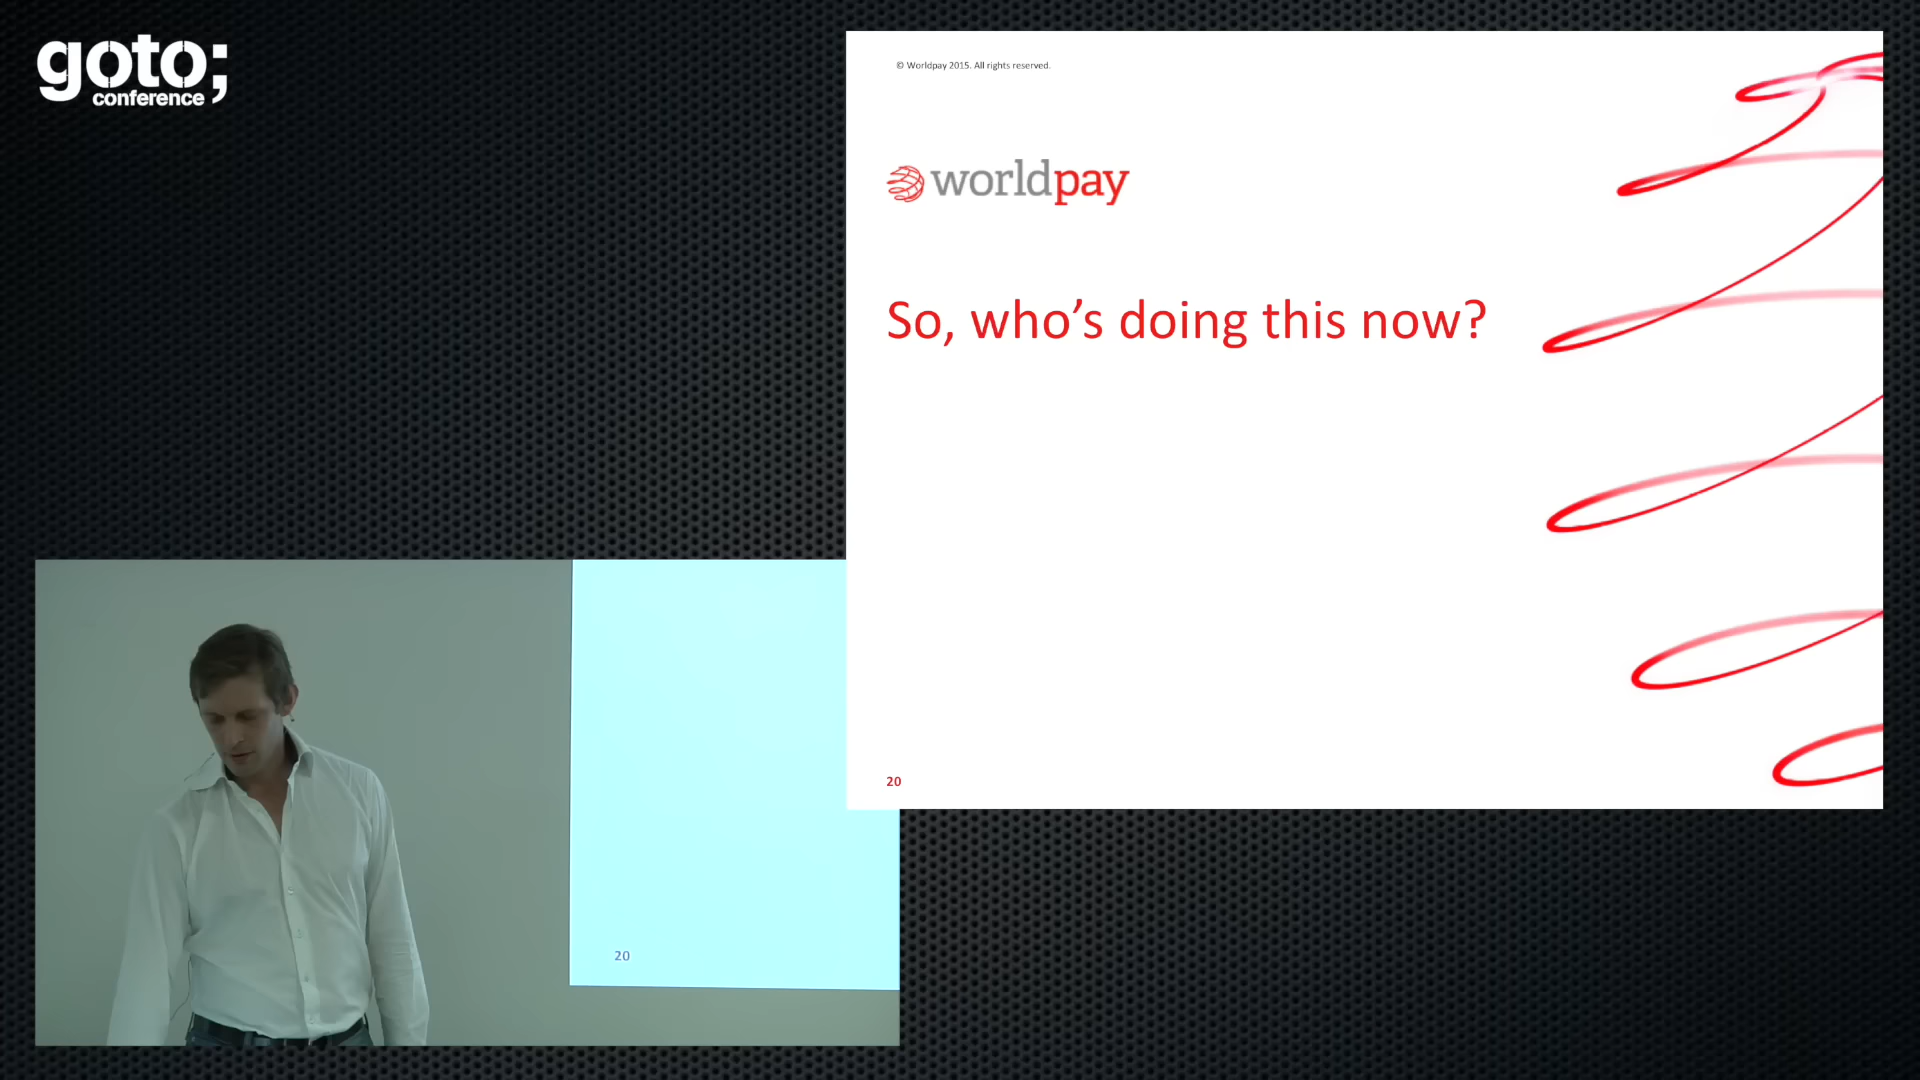 goto;
conference
© Worldpay 2015. All rights reserved.
worldpay
So, who's doing this now?
20
20